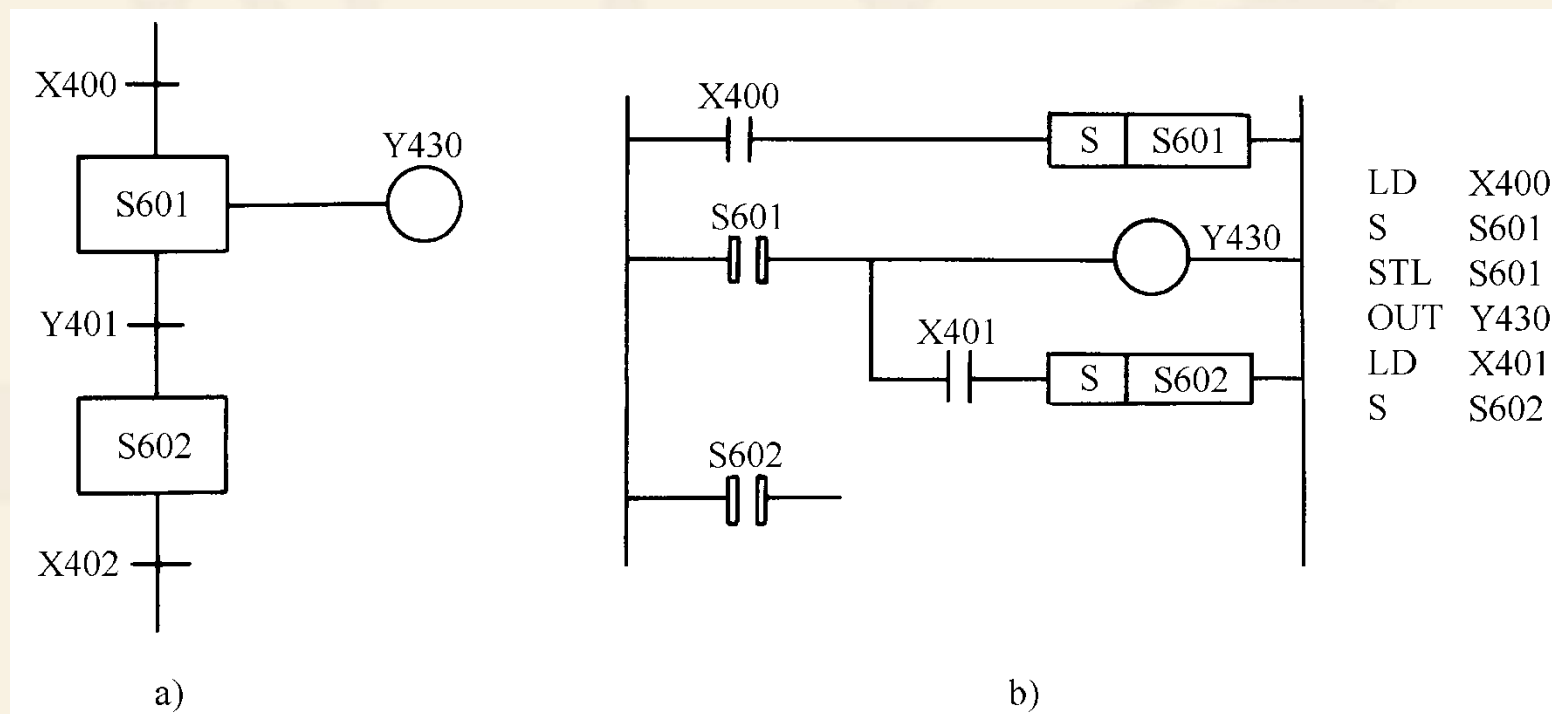 X400
Y430
S601
Y401
S602
X402
a)
X400
S S601
S601
Y430
X401
S S602
S602
b)
LD X400
S S601
STL S601
OUT Y430
LD X401
S S602